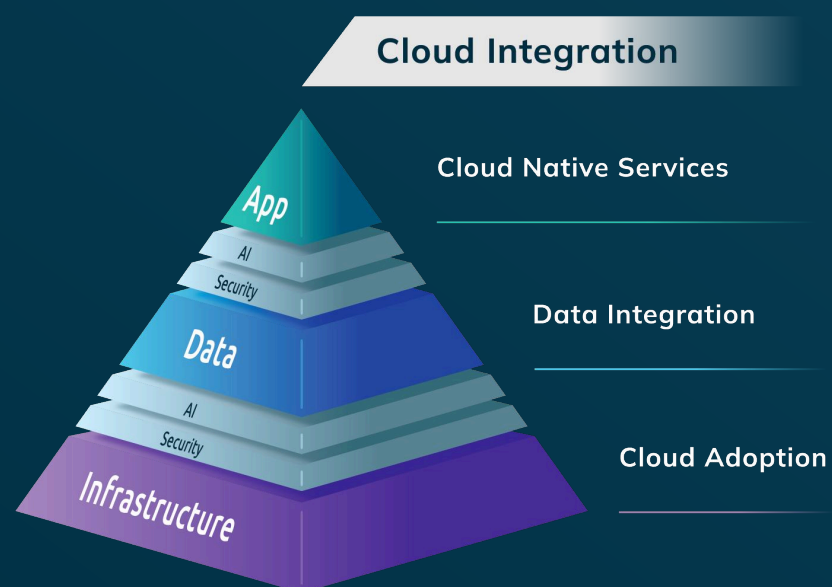 Cloud Integration
Cloud Native Services
App
AI
Security
Data Integration
Data
AI
Security
Cloud Adoption
Infrastructure